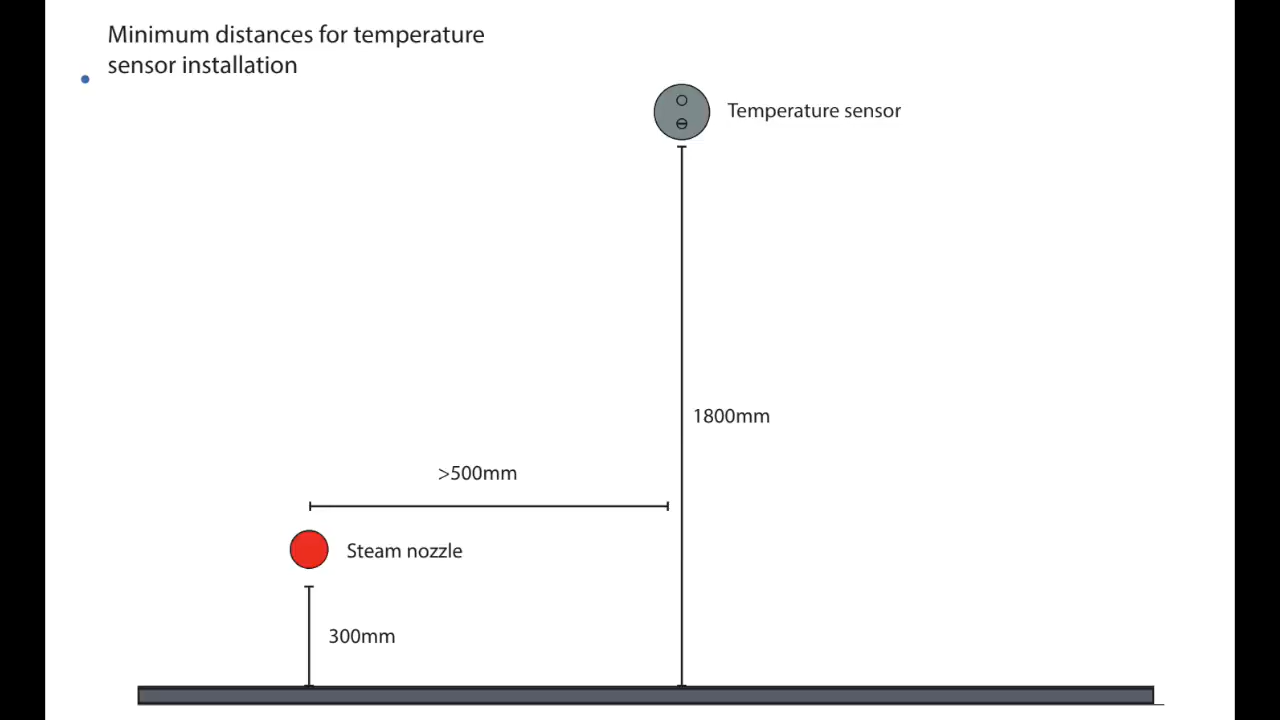 Minimum distances for temperature
sensor installation
Temperature sensor
1800mm
>500mm
Steam nozzle
300mm